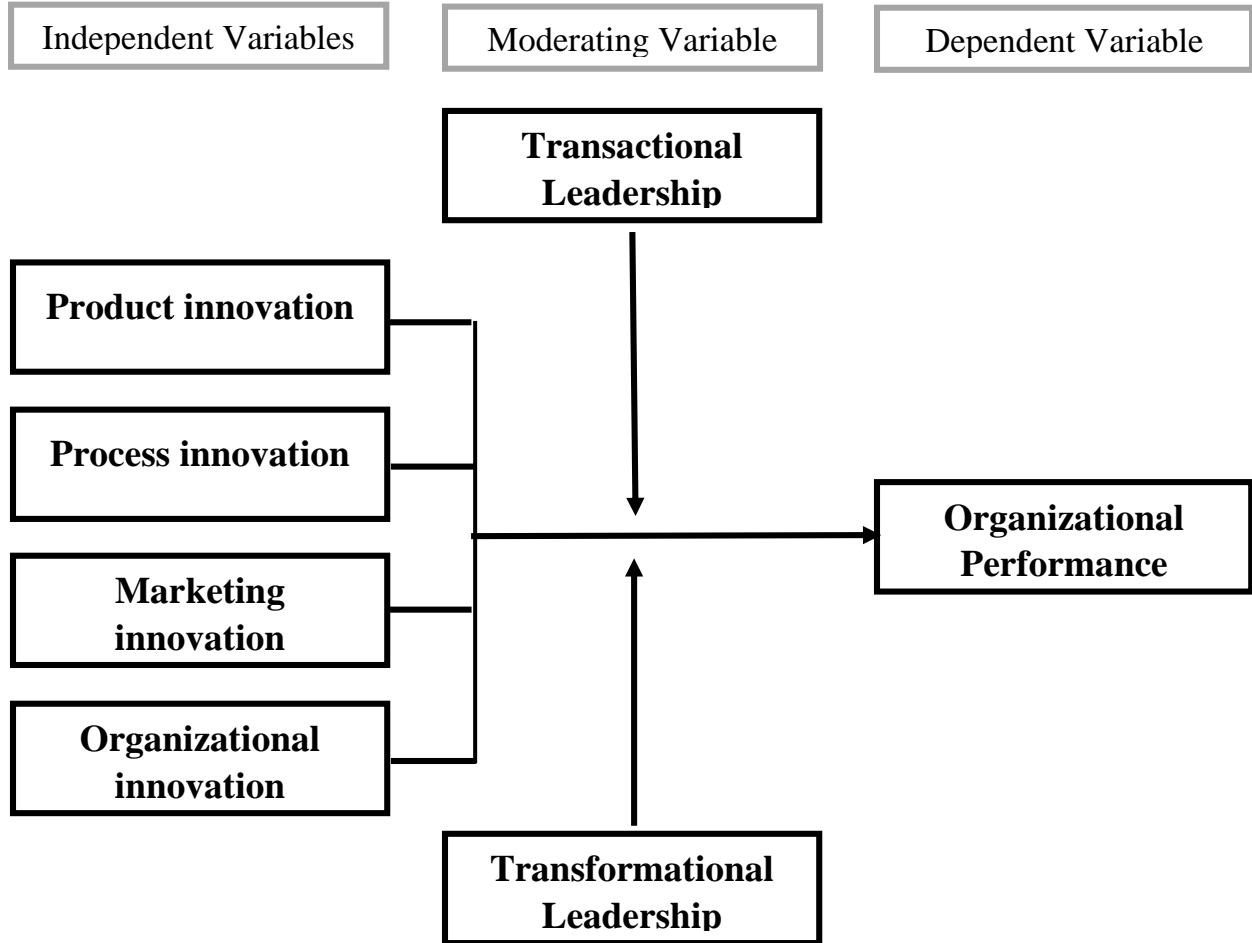 Independent Variables
Moderating Variable
Dependent Variable
Transactional
Leadership
Product innovation
Process innovation
Marketing
innovation
Organizational
innovation
Organizational
Performance
Transformational
Leadership